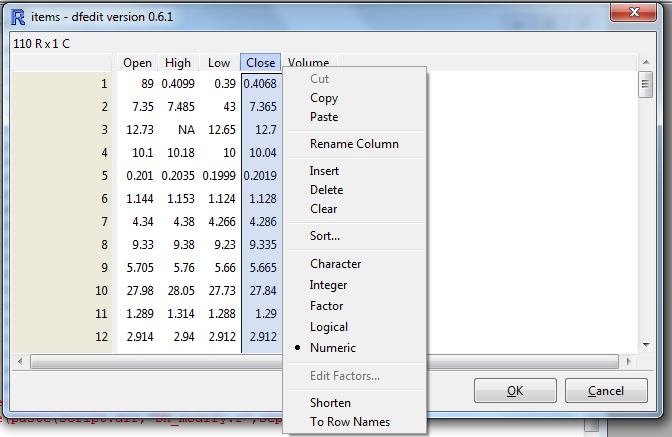 R items - dfedit version 0.6.1
110 R x 1 C
Open High Low Close Volume
1 89 0.4099 0.39 0.4068
2 7.35 7.485 43 7.365
3 12.73 NA 12.65 12.7
4 10.1 10.18 10 10.04
5 0.201 0.2035 0.1999 0.2019
6 1.144 1.153 1.124 1.128
7 4.34 4.38 4.266 4.286
8 9.33 9.38 9.23 9.335
9 5.705 5.76 5.66 5.665
10 27.98 28.05 27.73 27.84
11 1.289 1.314 1.288 1.29
12 2.914 2.94 2.912 2.912
Cut
Copy
Paste
Rename Column
Insert
Delete
Clear
Sort...
Character
Integer
Factor
Logical
Numeric
Edit Factors...
Shorten
To Row Names
OK Cancel